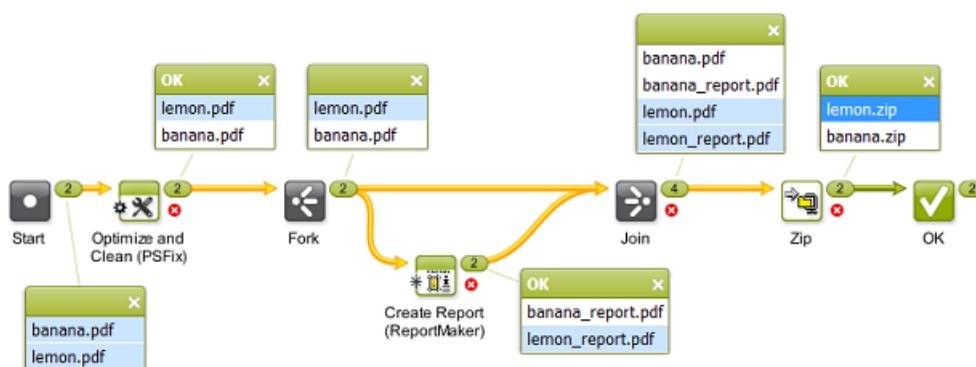 banana.pdf
banana_report.pdf
lemon.pdf
lemon_report.pdf
OK
lemon.pdf
banana.pdf
lemon.pdf
banana.pdf
OK
lemon.zip
banana.zip
2
2
2
4
2
2
Start
Optimize and
Clean (PSFix)
Fork
Join
Zip
OK
2
Create Report
(ReportMaker)
OK
banana_report.pdf
lemon_report.pdf
banana.pdf
lemon.pdf